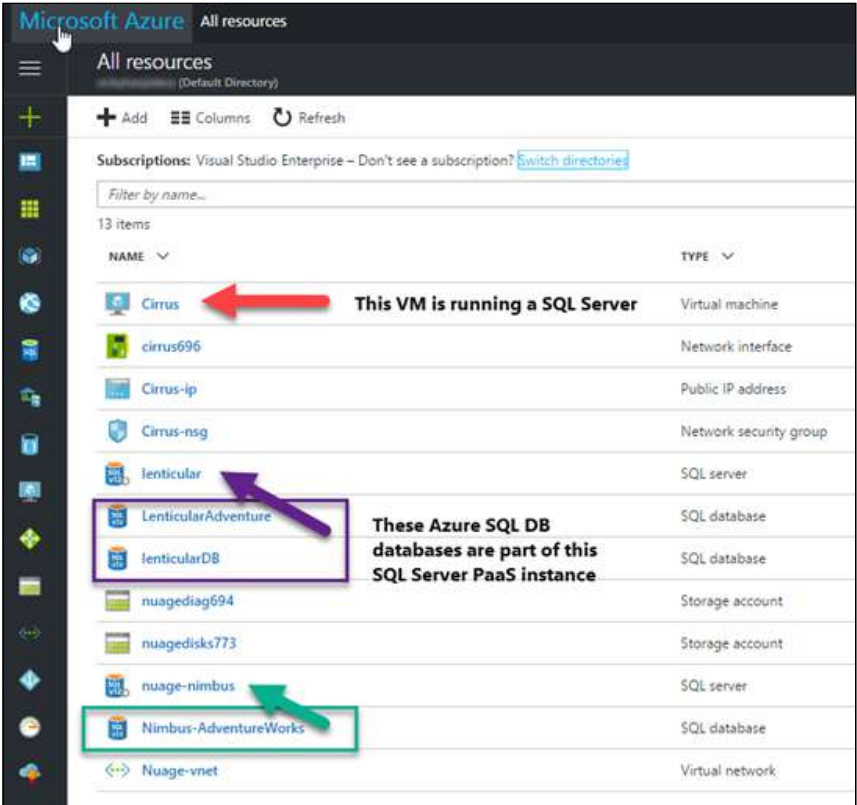 Microsoft Azure All resources
All resources
(Default Directory)
Add Columns Refresh
Subscriptions: Visual Studio Enterprise – Don't see a subscription? Switch directories
Filter by name...
13 items
NAME TYPE
Cirrus This VM is running a SQL Server Virtual machine
cirrus696 Network interface
Cirrus-ip Public IP address
Cirrus-nsg Network security group
lenticular SQL server
LenticularAdventure SQL database
These Azure SQL DB
databases are part of this
SQL Server PaaS instance
lenticularDB SQL database
nuagediag694 Storage account
nuagedisks773 Storage account
nuage-nimbus SQL server
Nimbus-AdventureWorks SQL database
Nuage-vnet Virtual network